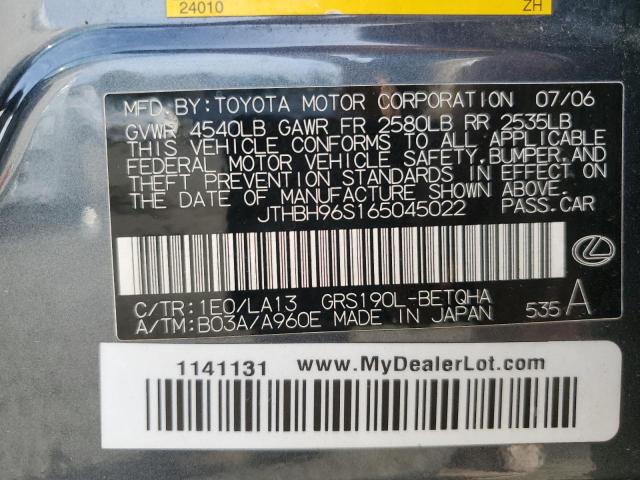 24010 ZH
MFD.BY:TOYOTA MOTOR CORPORATION 07/06
GVWR 4540LB GAWR FR 2580LB RR 2535LB
THIS VEHICLE CONFORMS TO ALL APPLICABLE
FEDERAL MOTOR VEHICLE SAFETY,BUMPER,AND
THEFT PREVENTION STANDARDS IN EFFECT ON
THE DATE OF MANUFACTURE SHOWN ABOVE.
JTHBH96S165045022 PASS.CAR
C/TR:1E0/LA13 GRS190L-BETQHA
A/TM:B03A/A960E MADE IN JAPAN 535 A
1141131 www.MyDealerLot.com